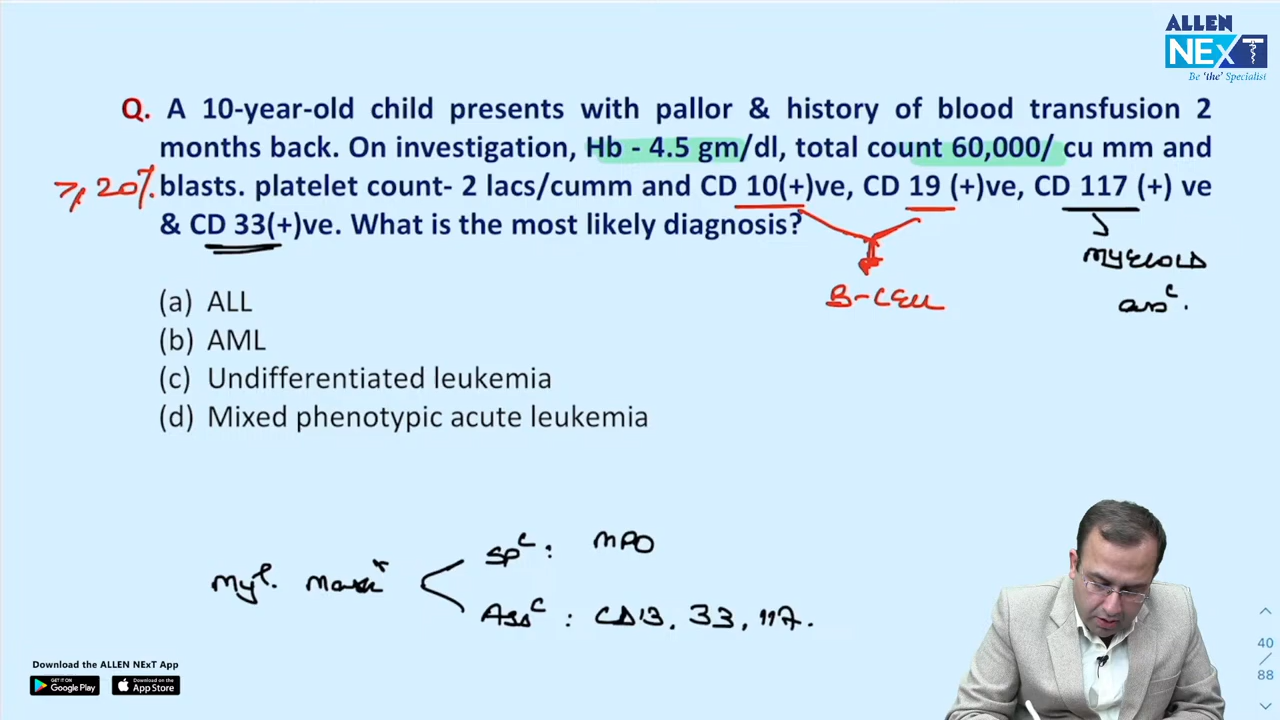 ALLEN
NEXT
Be 'the' Specialist
Q. A 10-year-old child presents with pallor & history of blood transfusion 2
months back. On investigation, Hb - 4.5 gm/dl, total count 60,000/ cu mm and
≥ 20% blasts. platelet count- 2 lacs/cumm and CD 10(+)ve, CD 19 (+)ve, CD 117 (+) ve
& CD 33(+)ve. What is the most likely diagnosis?
MYELOID
assᶜ.
B-CELL
(a) ALL
(b) AML
(c) Undifferentiated leukemia
(d) Mixed phenotypic acute leukemia
Spᶜ : MPO
Myl. Markʳ
Assᶜ : CD13, 33, 117.
Download the ALLEN NExT App
GET IT ON
Google Play
Download on the
App Store
40
/
88